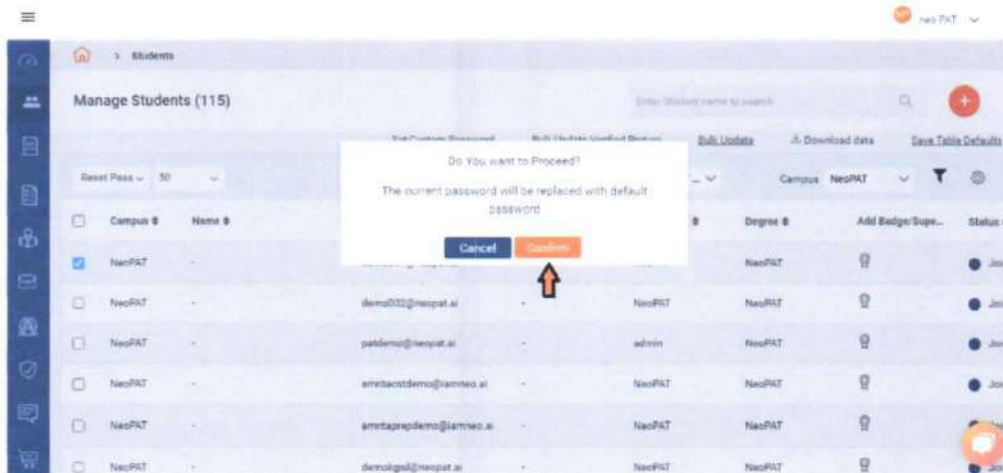 neo PAT
> Students
Manage Students (115)
Enter Student name to search
Set Custom Password Bulk Update Verified Bulk Update Download data Save Table Defaults
Do You want to Proceed?
Reset Pass 50 Campus NeoPAT
The current password will be replaced with default
password
Cancel Confirm
Campus Name Degree Add Badge/Supe... Status
NeoPAT - NeoPAT
NeoPAT - demo002@neopat.ai - NeoPAT NeoPAT
NeoPAT - patdemo@neopat.ai - admin NeoPAT
NeoPAT - amritacstdemo@iamneo.ai - NeoPAT NeoPAT
NeoPAT - amritaprepdemo@iamneo.ai - NeoPAT NeoPAT
NeoPAT - NeoPAT NeoPAT